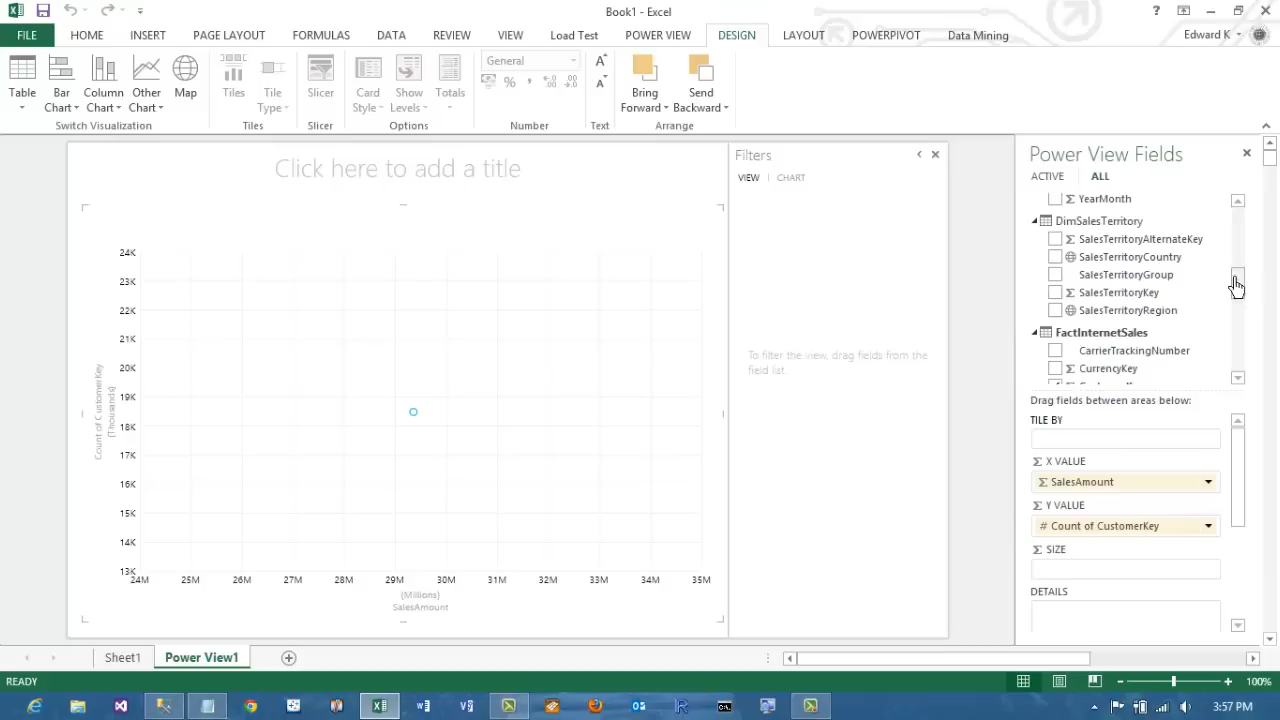 Book1 - Excel
FILE HOME INSERT PAGE LAYOUT FORMULAS DATA REVIEW VIEW Load Test POWER VIEW DESIGN LAYOUT POWERPIVOT Data Mining Edward K
General
Table Bar Chart Column Chart Other Chart Map Tiles Tile Type Slicer Card Style Show Levels Totals Bring Forward Send Backward
Switch Visualization Tiles Slicer Options Number Text Arrange
Click here to add a title
24K
23K
22K
21K
20K
19K
18K
17K
16K
15K
14K
13K
Count of CustomerKey
(Thousands)
24M 25M 26M 27M 28M 29M 30M 31M 32M 33M 34M 35M
(Millions)
SalesAmount
Filters
VIEW | CHART
To filter the view, drag fields from the
field list.
Power View Fields
ACTIVE ALL
Σ YearMonth
DimSalesTerritory
Σ SalesTerritoryAlternateKey
SalesTerritoryCountry
SalesTerritoryGroup
Σ SalesTerritoryKey
SalesTerritoryRegion
FactInternetSales
CarrierTrackingNumber
Σ CurrencyKey
Drag fields between areas below:
TILE BY
Σ X VALUE
Σ SalesAmount
Σ Y VALUE
# Count of CustomerKey
Σ SIZE
DETAILS
Sheet1 Power View1
READY 100%
3:57 PM